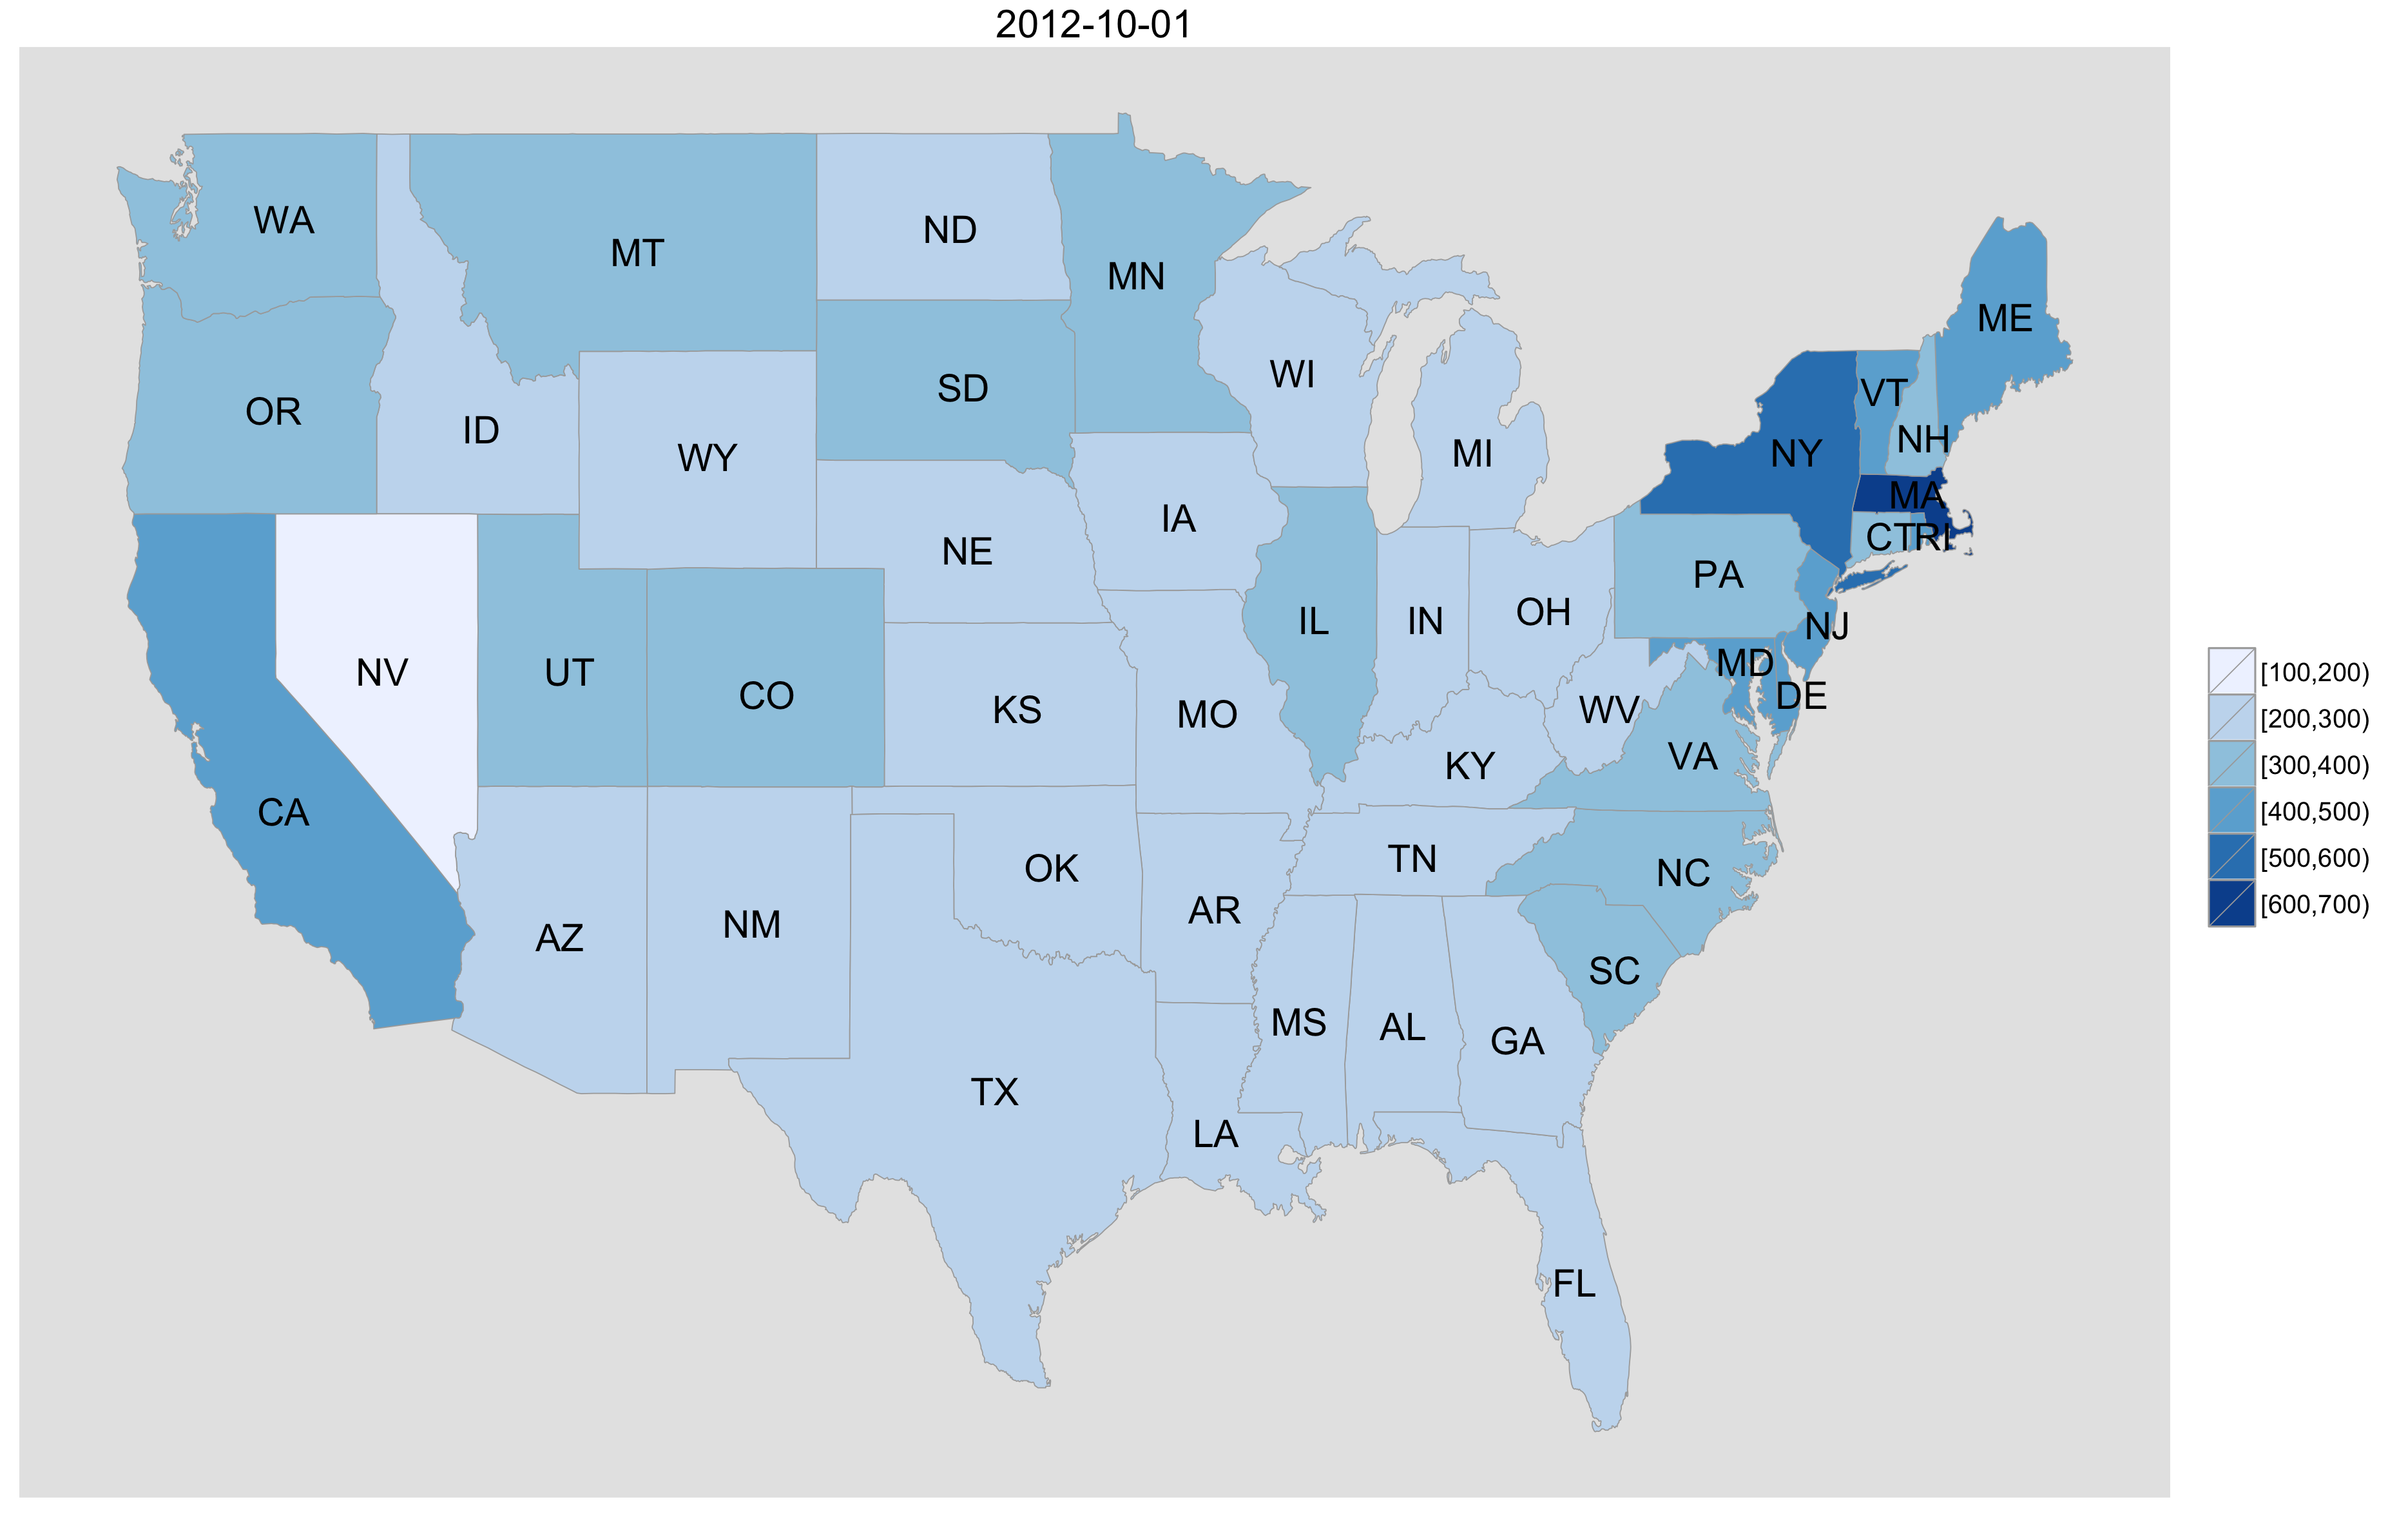 2012-10-01
WA
MT
ND
MN
ME
OR
ID
WY
SD
WI
MI
NY
VT
NH
MA
CT
RI
NE
IA
PA
NJ
NV
UT
CO
KS
MO
IL
IN
OH
WV
MD
DE
KY
VA
CA
AZ
NM
OK
AR
TN
NC
SC
TX
LA
MS
AL
GA
FL
[100,200)
[200,300)
[300,400)
[400,500)
[500,600)
[600,700)